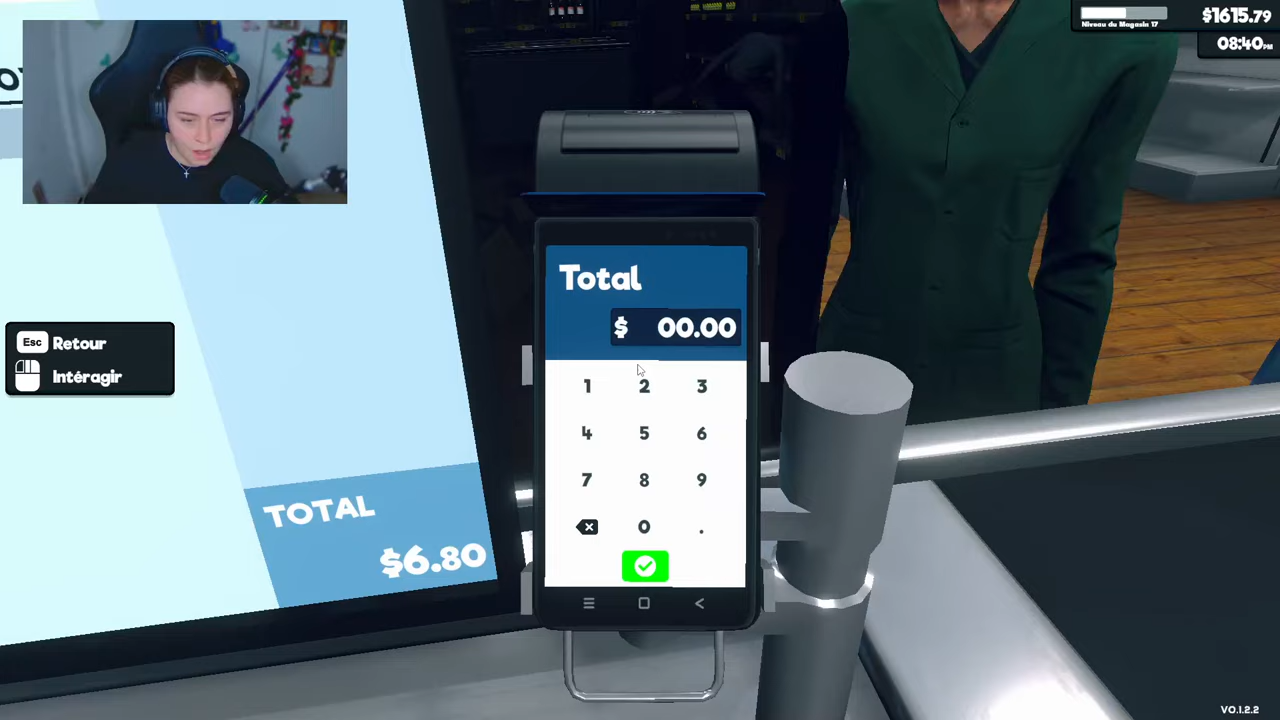 Niveau du Magasin 17
$1615.79
08:40PM
Total
$ 00.00
Esc Retour
Intéragir
1 2 3
4 5 6
7 8 9
0 .
TOTAL
$6.80
V0.1.2.2